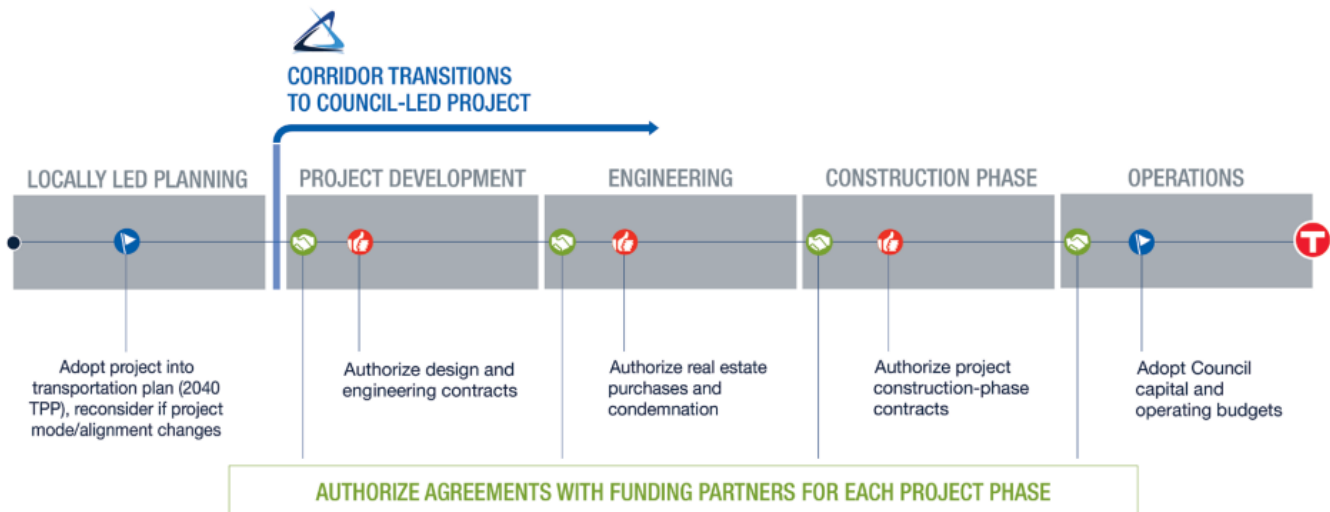 CORRIDOR TRANSITIONS
TO COUNCIL-LED PROJECT
LOCALLY LED PLANNING
PROJECT DEVELOPMENT
ENGINEERING
CONSTRUCTION PHASE
OPERATIONS
T
Adopt project into
transportation plan (2040
TPP), reconsider if project
mode/alignment changes
Authorize design and
engineering contracts
Authorize real estate
purchases and
condemnation
Authorize project
construction-phase
contracts
Adopt Council
capital and
operating budgets
AUTHORIZE AGREEMENTS WITH FUNDING PARTNERS FOR EACH PROJECT PHASE